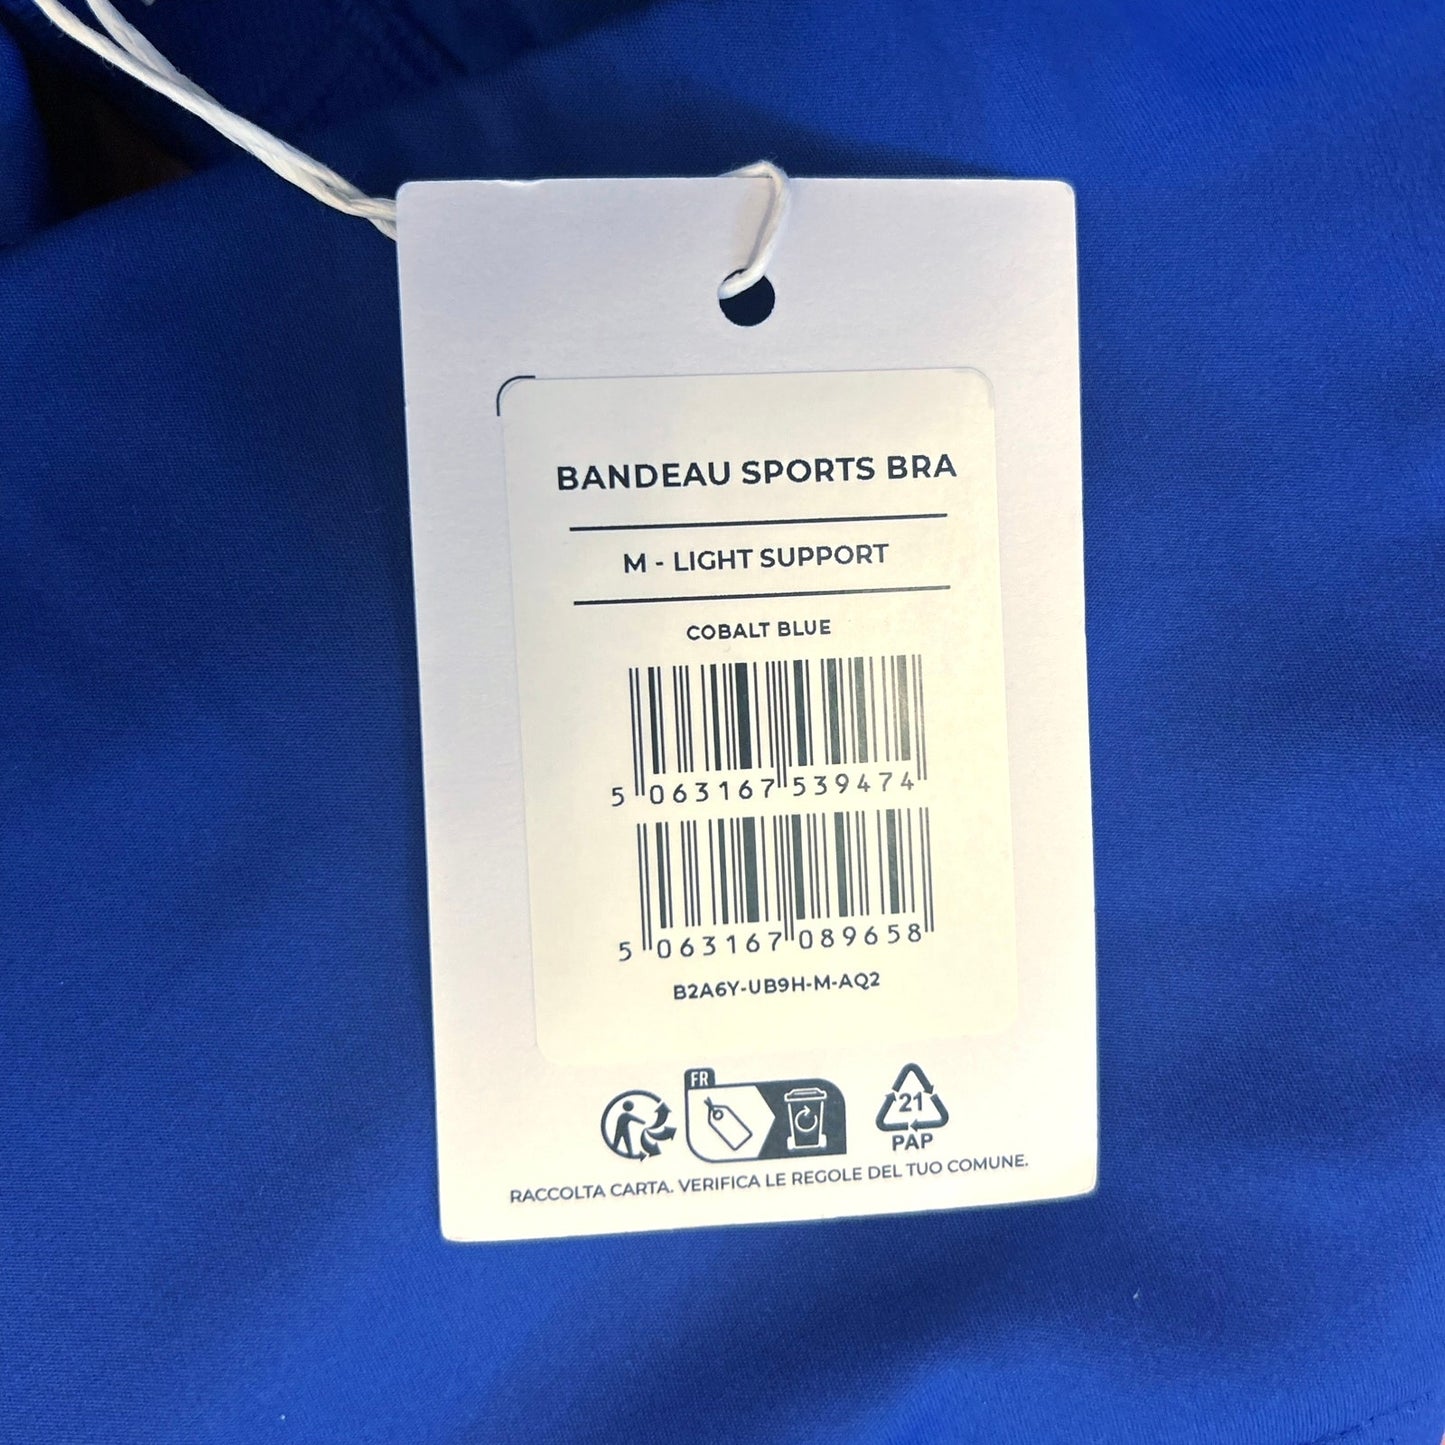 BANDEAU SPORTS BRA
M - LIGHT SUPPORT
COBALT BLUE
5 063167 539474
5 063167 089658
B2A6Y-UB9H-M-AQ2
FR
21
PAP
RACCOLTA CARTA. VERIFICA LE REGOLE DEL TUO COMUNE.